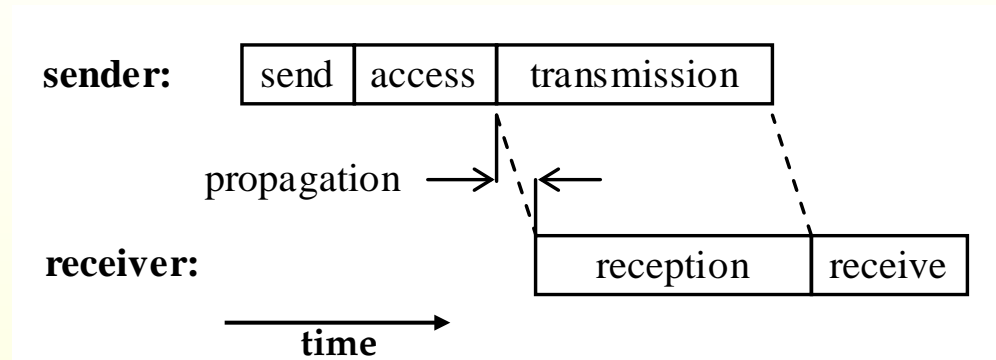 sender: send access transmission
propagation
receiver: reception receive
time